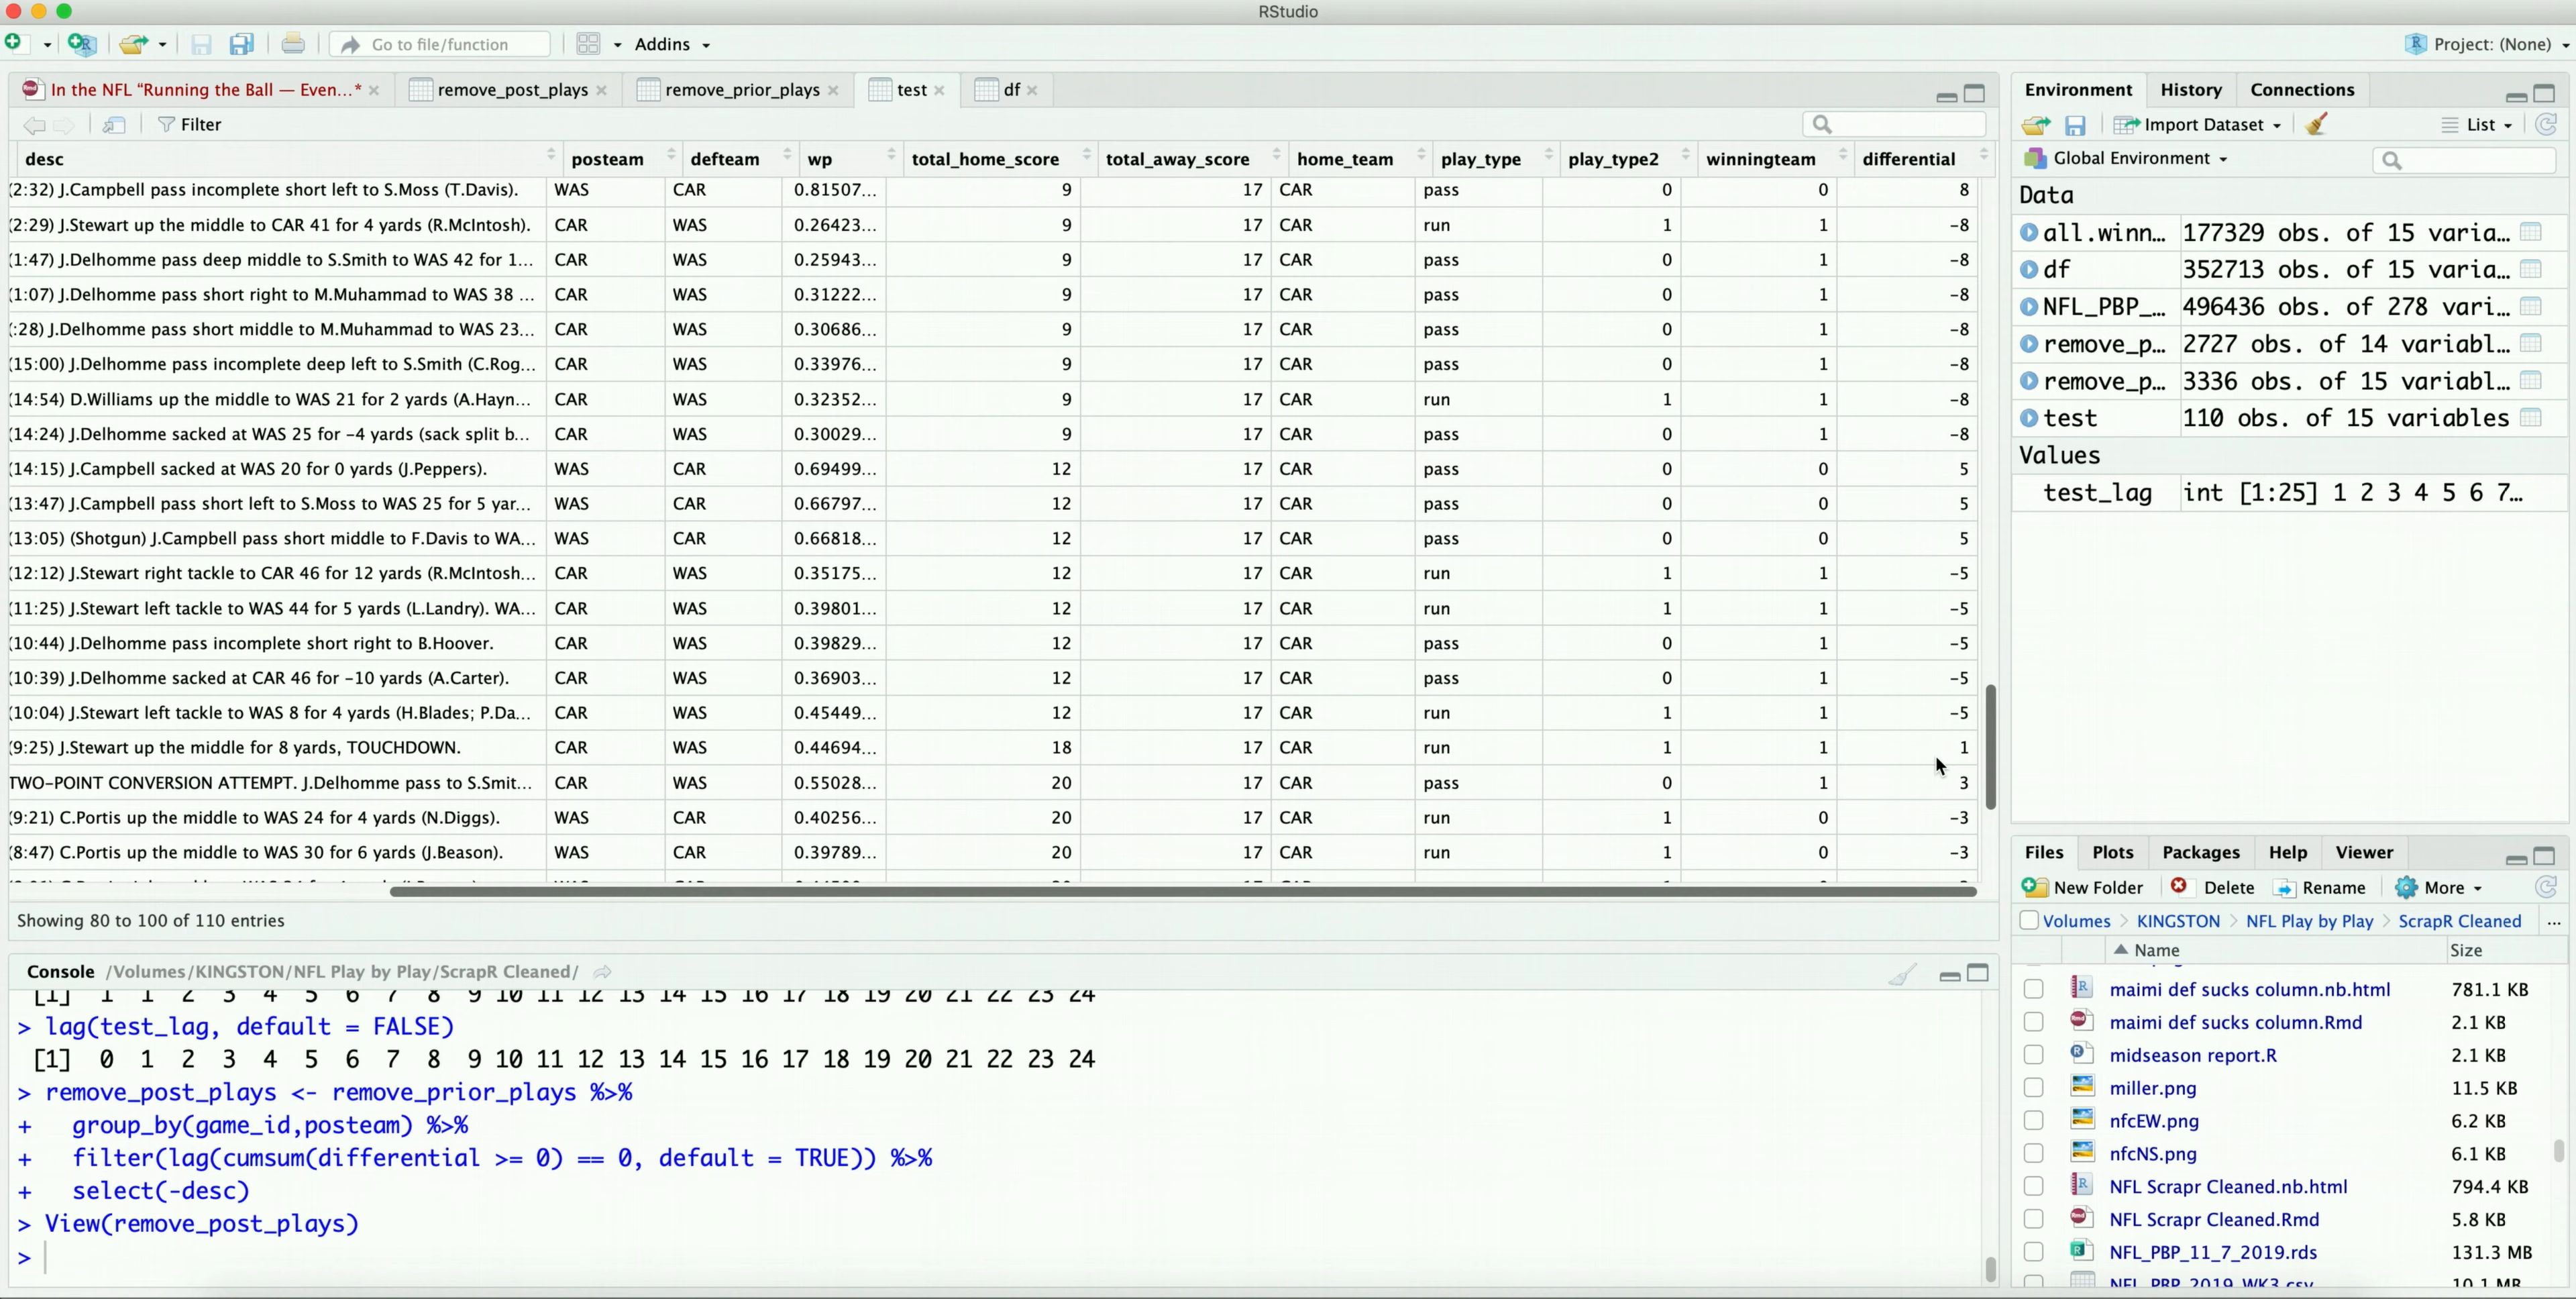 RStudio
Go to file/function Addins Project: (None)
In the NFL “Running the Ball — Even...* remove_post_plays remove_prior_plays test df
Filter
desc posteam defteam wp total_home_score total_away_score home_team play_type play_type2 winningteam differential
(2:32) J.Campbell pass incomplete short left to S.Moss (T.Davis). WAS CAR 0.81507... 9 17 CAR pass 0 0 8
(2:29) J.Stewart up the middle to CAR 41 for 4 yards (R.McIntosh). CAR WAS 0.26423... 9 17 CAR run 1 1 -8
(1:47) J.Delhomme pass deep middle to S.Smith to WAS 42 for 1... CAR WAS 0.25943... 9 17 CAR pass 0 1 -8
(1:07) J.Delhomme pass short right to M.Muhammad to WAS 38 ... CAR WAS 0.31222... 9 17 CAR pass 0 1 -8
(:28) J.Delhomme pass short middle to M.Muhammad to WAS 23... CAR WAS 0.30686... 9 17 CAR pass 0 1 -8
(15:00) J.Delhomme pass incomplete deep left to S.Smith (C.Rog... CAR WAS 0.33976... 9 17 CAR pass 0 1 -8
(14:54) D.Williams up the middle to WAS 21 for 2 yards (A.Hayn... CAR WAS 0.32352... 9 17 CAR run 1 1 -8
(14:24) J.Delhomme sacked at WAS 25 for -4 yards (sack split b... CAR WAS 0.30029... 9 17 CAR pass 0 1 -8
(14:15) J.Campbell sacked at WAS 20 for 0 yards (J.Peppers). WAS CAR 0.69499... 12 17 CAR pass 0 0 5
(13:47) J.Campbell pass short left to S.Moss to WAS 25 for 5 yar... WAS CAR 0.66797... 12 17 CAR pass 0 0 5
(13:05) (Shotgun) J.Campbell pass short middle to F.Davis to WA... WAS CAR 0.66818... 12 17 CAR pass 0 0 5
(12:12) J.Stewart right tackle to CAR 46 for 12 yards (R.McIntosh... CAR WAS 0.35175... 12 17 CAR run 1 1 -5
(11:25) J.Stewart left tackle to WAS 44 for 5 yards (L.Landry). WA... CAR WAS 0.39801... 12 17 CAR run 1 1 -5
(10:44) J.Delhomme pass incomplete short right to B.Hoover. CAR WAS 0.39829... 12 17 CAR pass 0 1 -5
(10:39) J.Delhomme sacked at CAR 46 for -10 yards (A.Carter). CAR WAS 0.36903... 12 17 CAR pass 0 1 -5
(10:04) J.Stewart left tackle to WAS 8 for 4 yards (H.Blades; P.Da... CAR WAS 0.45449... 12 17 CAR run 1 1 -5
(9:25) J.Stewart up the middle for 8 yards, TOUCHDOWN. CAR WAS 0.44694... 18 17 CAR run 1 1 1
TWO-POINT CONVERSION ATTEMPT. J.Delhomme pass to S.Smit... CAR WAS 0.55028... 20 17 CAR pass 0 1 3
(9:21) C.Portis up the middle to WAS 24 for 4 yards (N.Diggs). WAS CAR 0.40256... 20 17 CAR run 1 0 -3
(8:47) C.Portis up the middle to WAS 30 for 6 yards (J.Beason). WAS CAR 0.39789... 20 17 CAR run 1 0 -3
Showing 80 to 100 of 110 entries
Console /Volumes/KINGSTON/NFL Play by Play/ScrapR Cleaned/
[1] 1 1 2 3 4 5 6 7 8 9 10 11 12 13 14 15 16 17 18 19 20 21 22 23 24
> lag(test_lag, default = FALSE)
[1] 0 1 2 3 4 5 6 7 8 9 10 11 12 13 14 15 16 17 18 19 20 21 22 23 24
> remove_post_plays <- remove_prior_plays %>%
+ group_by(game_id,posteam) %>%
+ filter(lag(cumsum(differential >= 0) == 0, default = TRUE)) %>%
+ select(-desc)
> View(remove_post_plays)
>
Environment History Connections
Import Dataset List
Global Environment
Data
all.winn... 177329 obs. of 15 varia...
df 352713 obs. of 15 varia...
NFL_PBP_... 496436 obs. of 278 vari...
remove_p... 2727 obs. of 14 variabl...
remove_p... 3336 obs. of 15 variabl...
test 110 obs. of 15 variables
Values
test_lag int [1:25] 1 2 3 4 5 6 7...
Files Plots Packages Help Viewer
New Folder Delete Rename More
Volumes > KINGSTON > NFL Play by Play > ScrapR Cleaned ...
Name Size
maimi def sucks column.nb.html 781.1 KB
maimi def sucks column.Rmd 2.1 KB
midseason report.R 2.1 KB
miller.png 11.5 KB
nfcEW.png 6.2 KB
nfcNS.png 6.1 KB
NFL Scrapr Cleaned.nb.html 794.4 KB
NFL Scrapr Cleaned.Rmd 5.8 KB
NFL_PBP_11_7_2019.rds 131.3 MB
NFL_PBP_2019_WK3.csv 10.1 MB